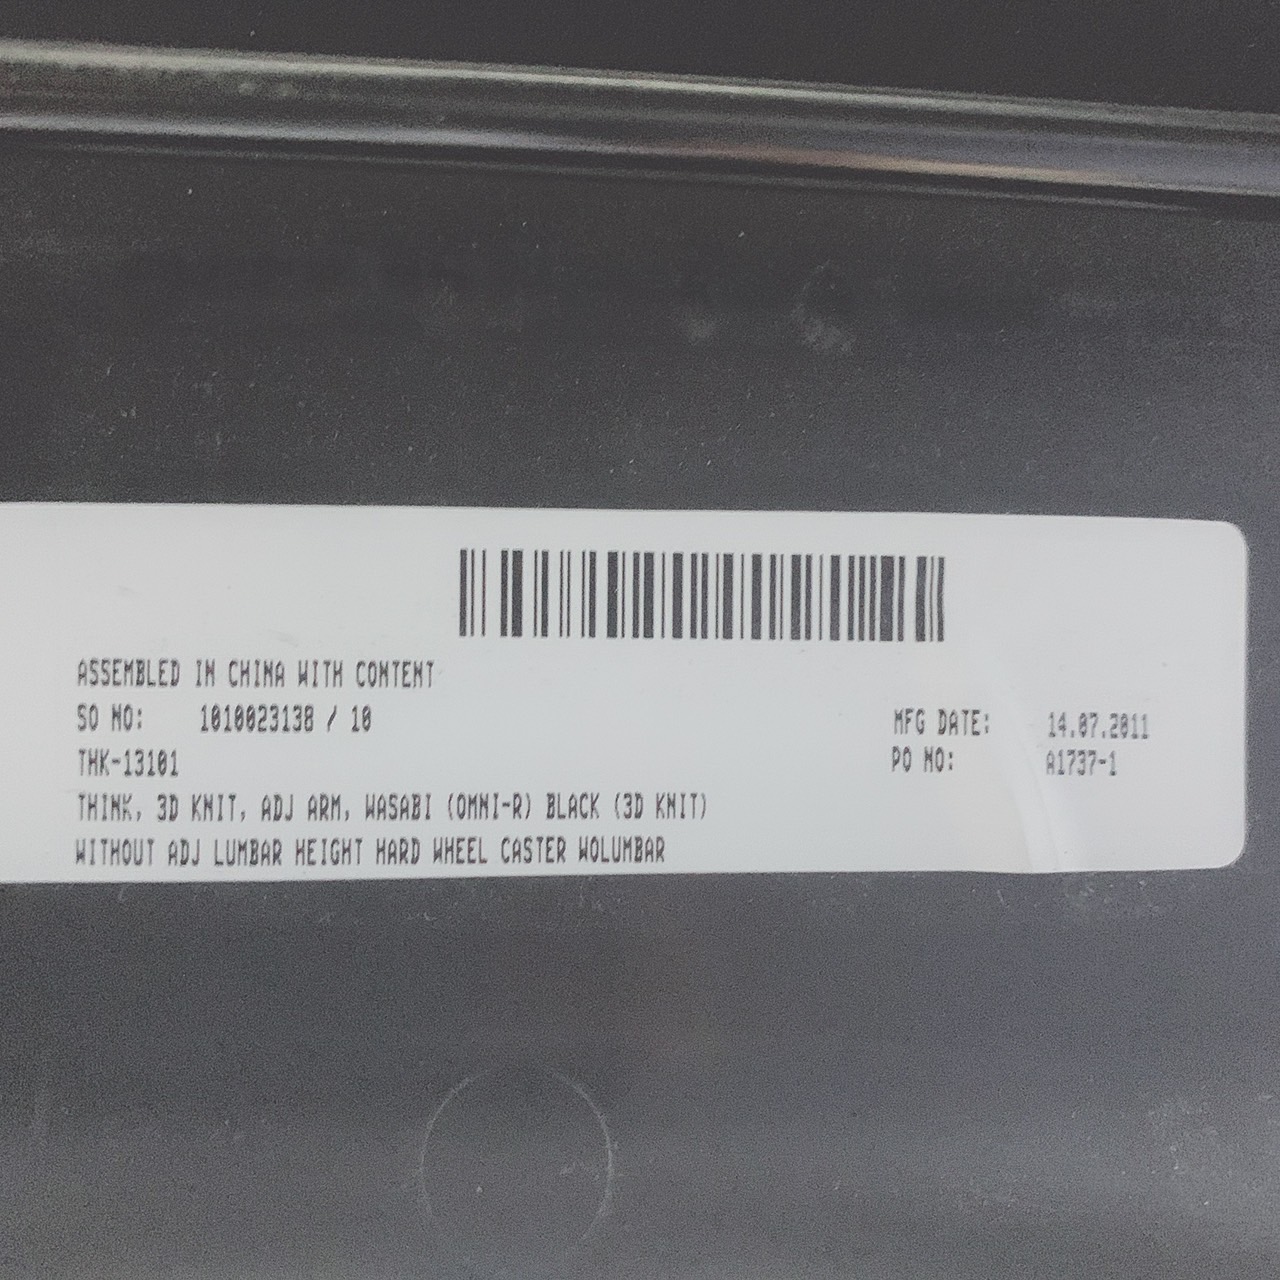 ASSEMBLED IN CHINA WITH CONTENT
SO NO: 1010023138 / 10
MFG DATE: 14.07.2011
THK-13101
PO NO: A1737-1
THINK, 3D KNIT, ADJ ARM, WASABI (OMNI-R) BLACK (3D KNIT)
WITHOUT ADJ LUMBAR HEIGHT HARD WHEEL CASTER WOLUMBAR